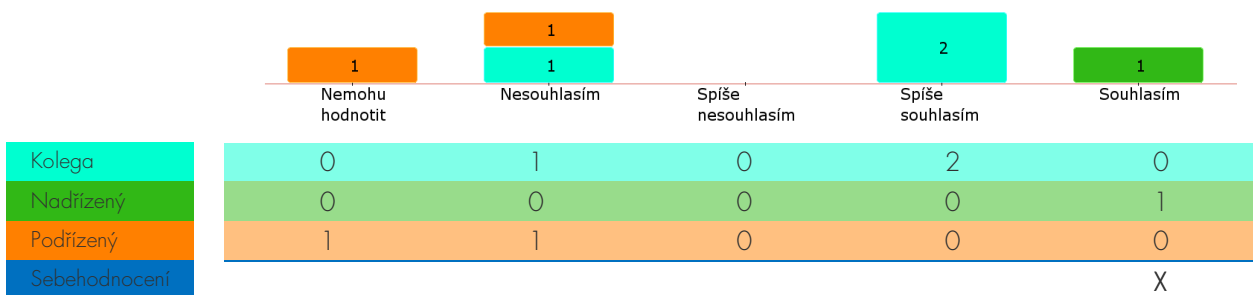 1
1 2
1 1 1
Nemohu hodnotit
Nesouhlasím
Spíše nesouhlasím
Spíše souhlasím
Souhlasím
Kolega 0 1 0 2 0
Nadřízený 0 0 0 0 1
Podřízený 1 1 0 0 0
Sebehodnocení X